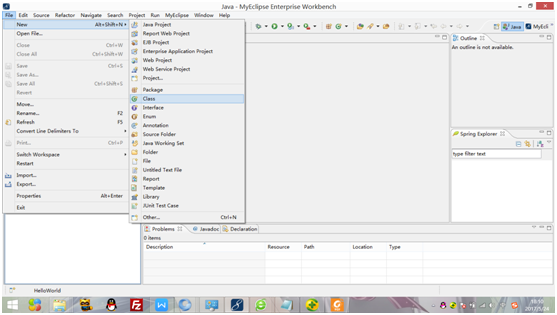 Java - MyEclipse Enterprise Workbench
File Edit Source Refactor Navigate Search Project Run MyEclipse Window Help
New Alt+Shift+N
Open File...
Close Ctrl+W
Close All Ctrl+Shift+W
Save Ctrl+S
Save As...
Save All Ctrl+Shift+S
Revert
Move...
Rename... F2
Refresh F5
Convert Line Delimiters To
Print... Ctrl+P
Switch Workspace
Restart
Import...
Export...
Properties Alt+Enter
Exit
Java Project
Report Web Project
EJB Project
Enterprise Application Project
Web Project
Web Service Project
Project...
Package
Class
Interface
Enum
Annotation
Source Folder
Java Working Set
Folder
File
Untitled Text File
Report
Template
Library
JUnit Test Case
Other... Ctrl+N
Java MyEcli
Outline
An outline is not available.
Spring Explorer
type filter text
Problems Javadoc Declaration
0 items
Description Resource Path Location Type
HelloWorld